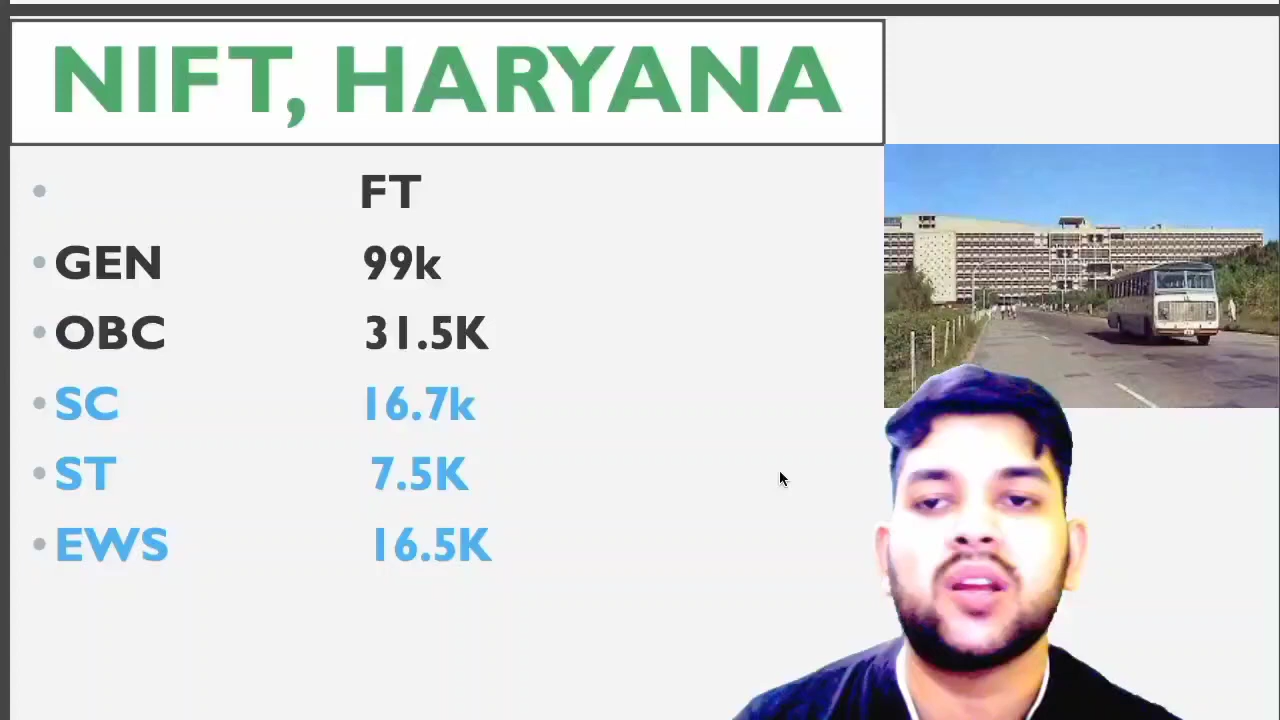 NIFT, HARYANA
FT
GEN 99k
OBC 31.5K
SC 16.7k
ST 7.5K
EWS 16.5K